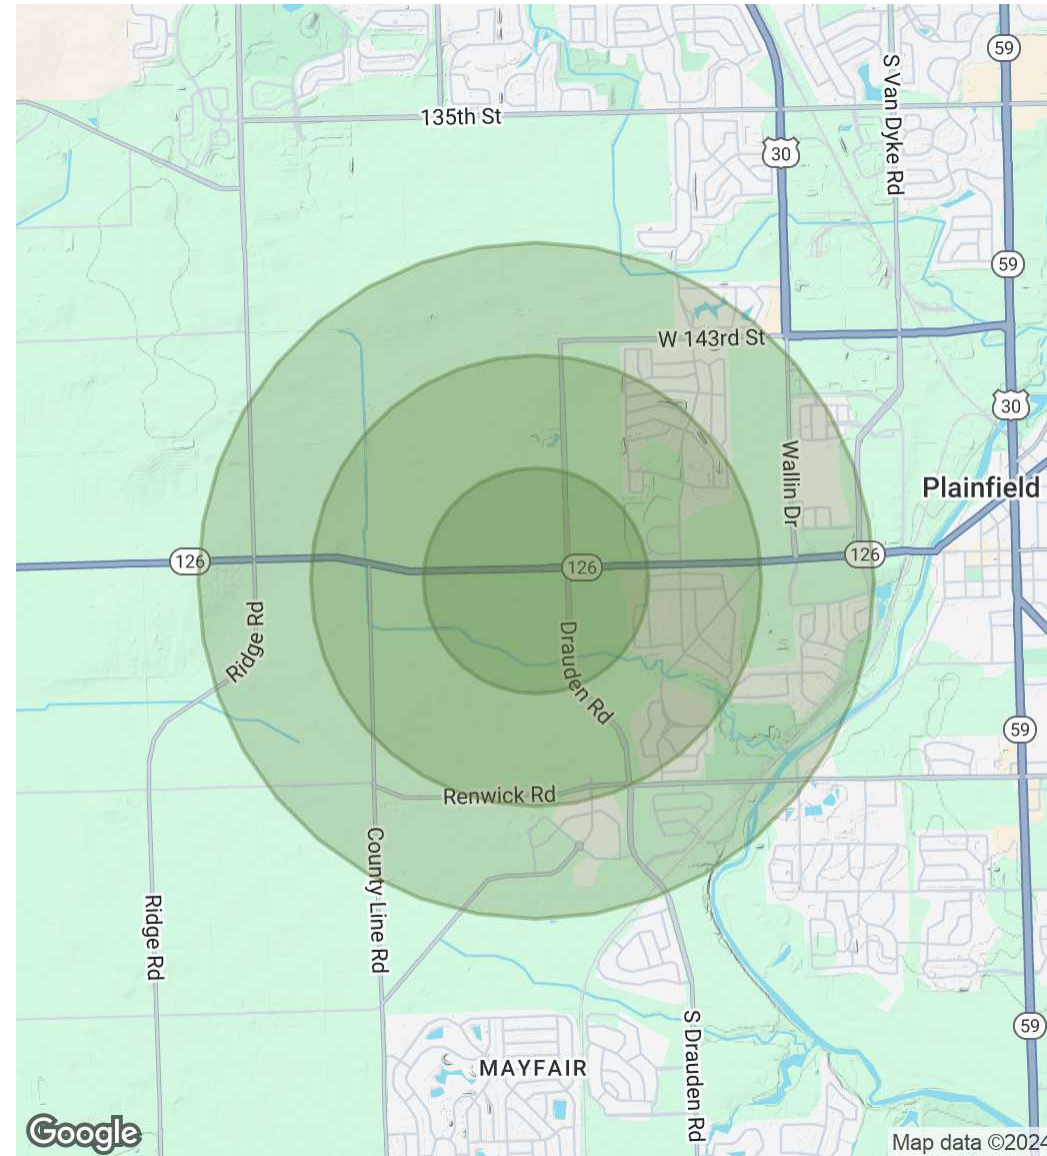 59
S Van Dyke Rd
135th St
30
59
W 143rd St
30
Wallin Dr
Plainfield
126
126
126
Ridge Rd
Drauden Rd
59
Renwick Rd
County Line Rd
Ridge Rd
59
S Drauden Rd
MAYFAIR
Google
Map data ©2024